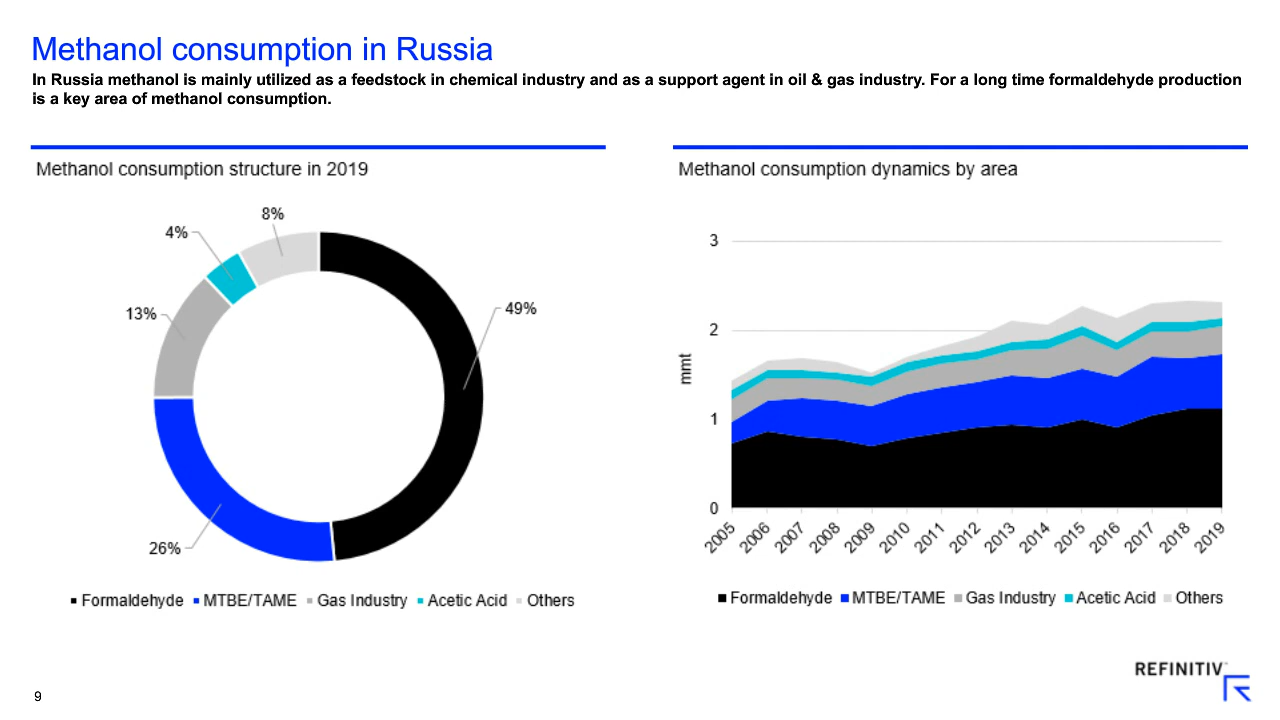 Methanol consumption in Russia
In Russia methanol is mainly utilized as a feedstock in chemical industry and as a support agent in oil & gas industry. For a long time formaldehyde production
is a key area of methanol consumption.
Methanol consumption structure in 2019
8%
4%
13%
49%
26%
■ Formaldehyde ■ MTBE/TAME ■ Gas Industry ■ Acetic Acid ■ Others
Methanol consumption dynamics by area
3
2
mmt
1
0
2005 2006 2007 2008 2009 2010 2011 2012 2013 2014 2015 2016 2017 2018 2019
■ Formaldehyde ■ MTBE/TAME ■ Gas Industry ■ Acetic Acid ■ Others
REFINITIV
9